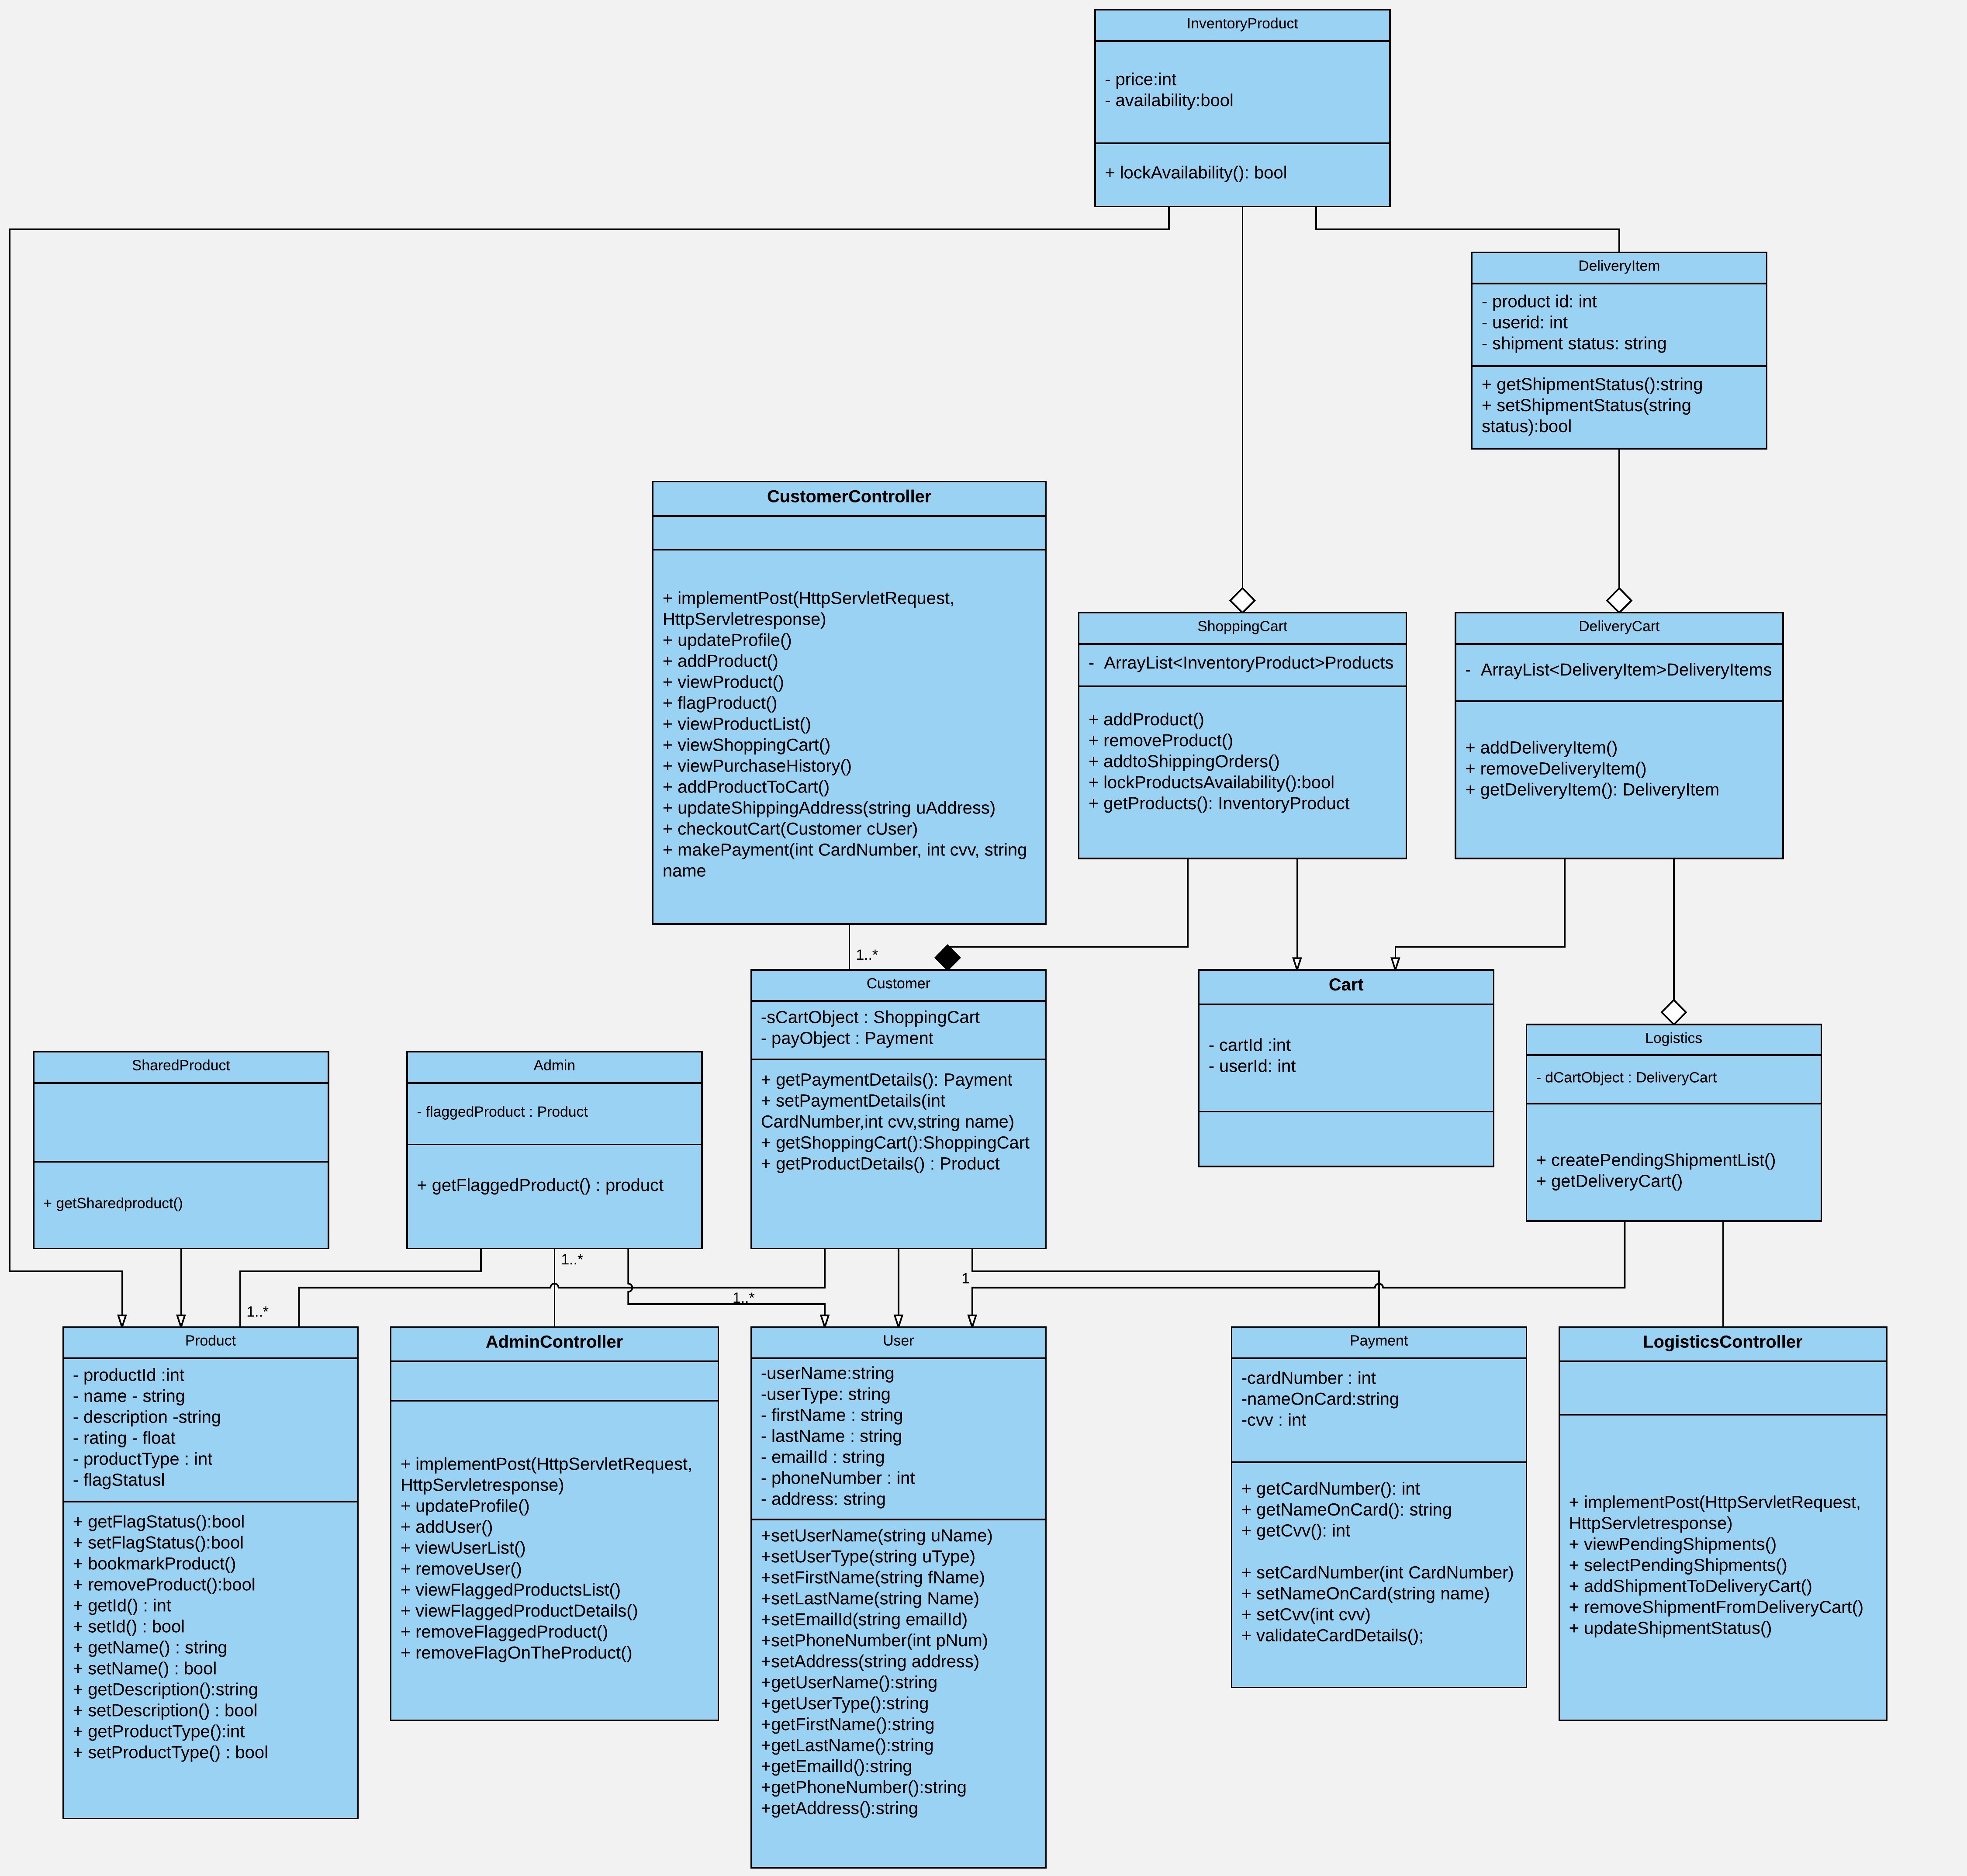 InventoryProduct
- price:int
- availability:bool
+ lockAvailability(): bool
DeliveryItem
- product id: int
- userid: int
- shipment status: string
+ getShipmentStatus():string
+ setShipmentStatus(string
status):bool
CustomerController
+ implementPost(HttpServletRequest,
HttpServletresponse)
+ updateProfile()
+ addProduct()
+ viewProduct()
+ flagProduct()
+ viewProductList()
+ viewShoppingCart()
+ viewPurchaseHistory()
+ addProductToCart()
+ updateShippingAddress(string uAddress)
+ checkoutCart(Customer cUser)
+ makePayment(int CardNumber, int cvv, string
name
1..*
ShoppingCart
- ArrayList<InventoryProduct>Products
+ addProduct()
+ removeProduct()
+ addtoShippingOrders()
+ lockProductsAvailability():bool
+ getProducts(): InventoryProduct
DeliveryCart
- ArrayList<DeliveryItem>DeliveryItems
+ addDeliveryItem()
+ removeDeliveryItem()
+ getDeliveryItem(): DeliveryItem
SharedProduct
+ getSharedproduct()
Admin
- flaggedProduct : Product
+ getFlaggedProduct() : product
Customer
-sCartObject : ShoppingCart
- payObject : Payment
+ getPaymentDetails(): Payment
+ setPaymentDetails(int
CardNumber,int cvv,string name)
+ getShoppingCart():ShoppingCart
+ getProductDetails() : Product
Cart
- cartId :int
- userId: int
Logistics
- dCartObject : DeliveryCart
+ createPendingShipmentList()
+ getDeliveryCart()
1..*
1
1..*
1..*
Product
- productId :int
- name - string
- description -string
- rating - float
- productType : int
- flagStatusl
+ getFlagStatus():bool
+ setFlagStatus():bool
+ bookmarkProduct()
+ removeProduct():bool
+ getId() : int
+ setId() : bool
+ getName() : string
+ setName() : bool
+ getDescription():string
+ setDescription() : bool
+ getProductType():int
+ setProductType() : bool
AdminController
+ implementPost(HttpServletRequest,
HttpServletresponse)
+ updateProfile()
+ addUser()
+ viewUserList()
+ removeUser()
+ viewFlaggedProductsList()
+ viewFlaggedProductDetails()
+ removeFlaggedProduct()
+ removeFlagOnTheProduct()
User
-userName:string
-userType: string
- firstName : string
- lastName : string
- emailId : string
- phoneNumber : int
- address: string
+setUserName(string uName)
+setUserType(string uType)
+setFirstName(string fName)
+setLastName(string Name)
+setEmailId(string emailId)
+setPhoneNumber(int pNum)
+setAddress(string address)
+getUserName():string
+getUserType():string
+getFirstName():string
+getLastName():string
+getEmailId():string
+getPhoneNumber():string
+getAddress():string
Payment
-cardNumber : int
-nameOnCard:string
-cvv : int
+ getCardNumber(): int
+ getNameOnCard(): string
+ getCvv(): int
+ setCardNumber(int CardNumber)
+ setNameOnCard(string name)
+ setCvv(int cvv)
+ validateCardDetails();
LogisticsController
+ implementPost(HttpServletRequest,
HttpServletresponse)
+ viewPendingShipments()
+ selectPendingShipments()
+ addShipmentToDeliveryCart()
+ removeShipmentFromDeliveryCart()
+ updateShipmentStatus()